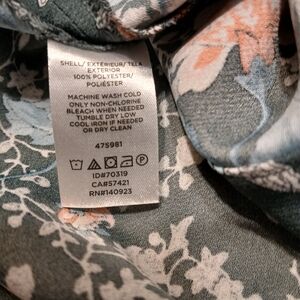 SHELL/ EXTÉRIEUR/ TELA
EXTERIOR
100% POLYESTER/
POLIÉSTER
MACHINE WASH COLD
ONLY NON-CHLORINE
BLEACH WHEN NEEDED
TUMBLE DRY LOW
COOL IRON IF NEEDED
OR DRY CLEAN
475981
ID#70319
CA#57421
RN#140923